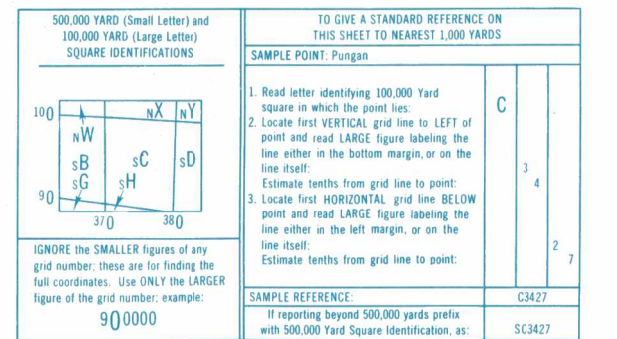 500,000 YARD (Small Letter) and
100,000 YARD (Large Letter)
SQUARE IDENTIFICATIONS
100
NX
NY
NW
SB
SC
SD
SG
SH
90
370
380
IGNORE the SMALLER figures of any
grid number; these are for finding the
full coordinates. Use ONLY the LARGER
figure of the grid number; example:
900000
TO GIVE A STANDARD REFERENCE ON
THIS SHEET TO NEAREST 1,000 YARDS
SAMPLE POINT: Pungan
1. Read letter identifying 100,000 Yard
square in which the point lies:
C
2. Locate first VERTICAL grid line to LEFT of
point and read LARGE figure labeling the
line either in the bottom margin, or on the
line itself:
3
Estimate tenths from grid line to point:
4
3. Locate first HORIZONTAL grid line BELOW
point and read LARGE figure labeling the
line either in the left margin, or on the
line itself:
2
Estimate tenths from grid line to point:
7
SAMPLE REFERENCE:
C3427
If reporting beyond 500,000 yards prefix
with 500,000 Yard Square Identification, as:
SC3427